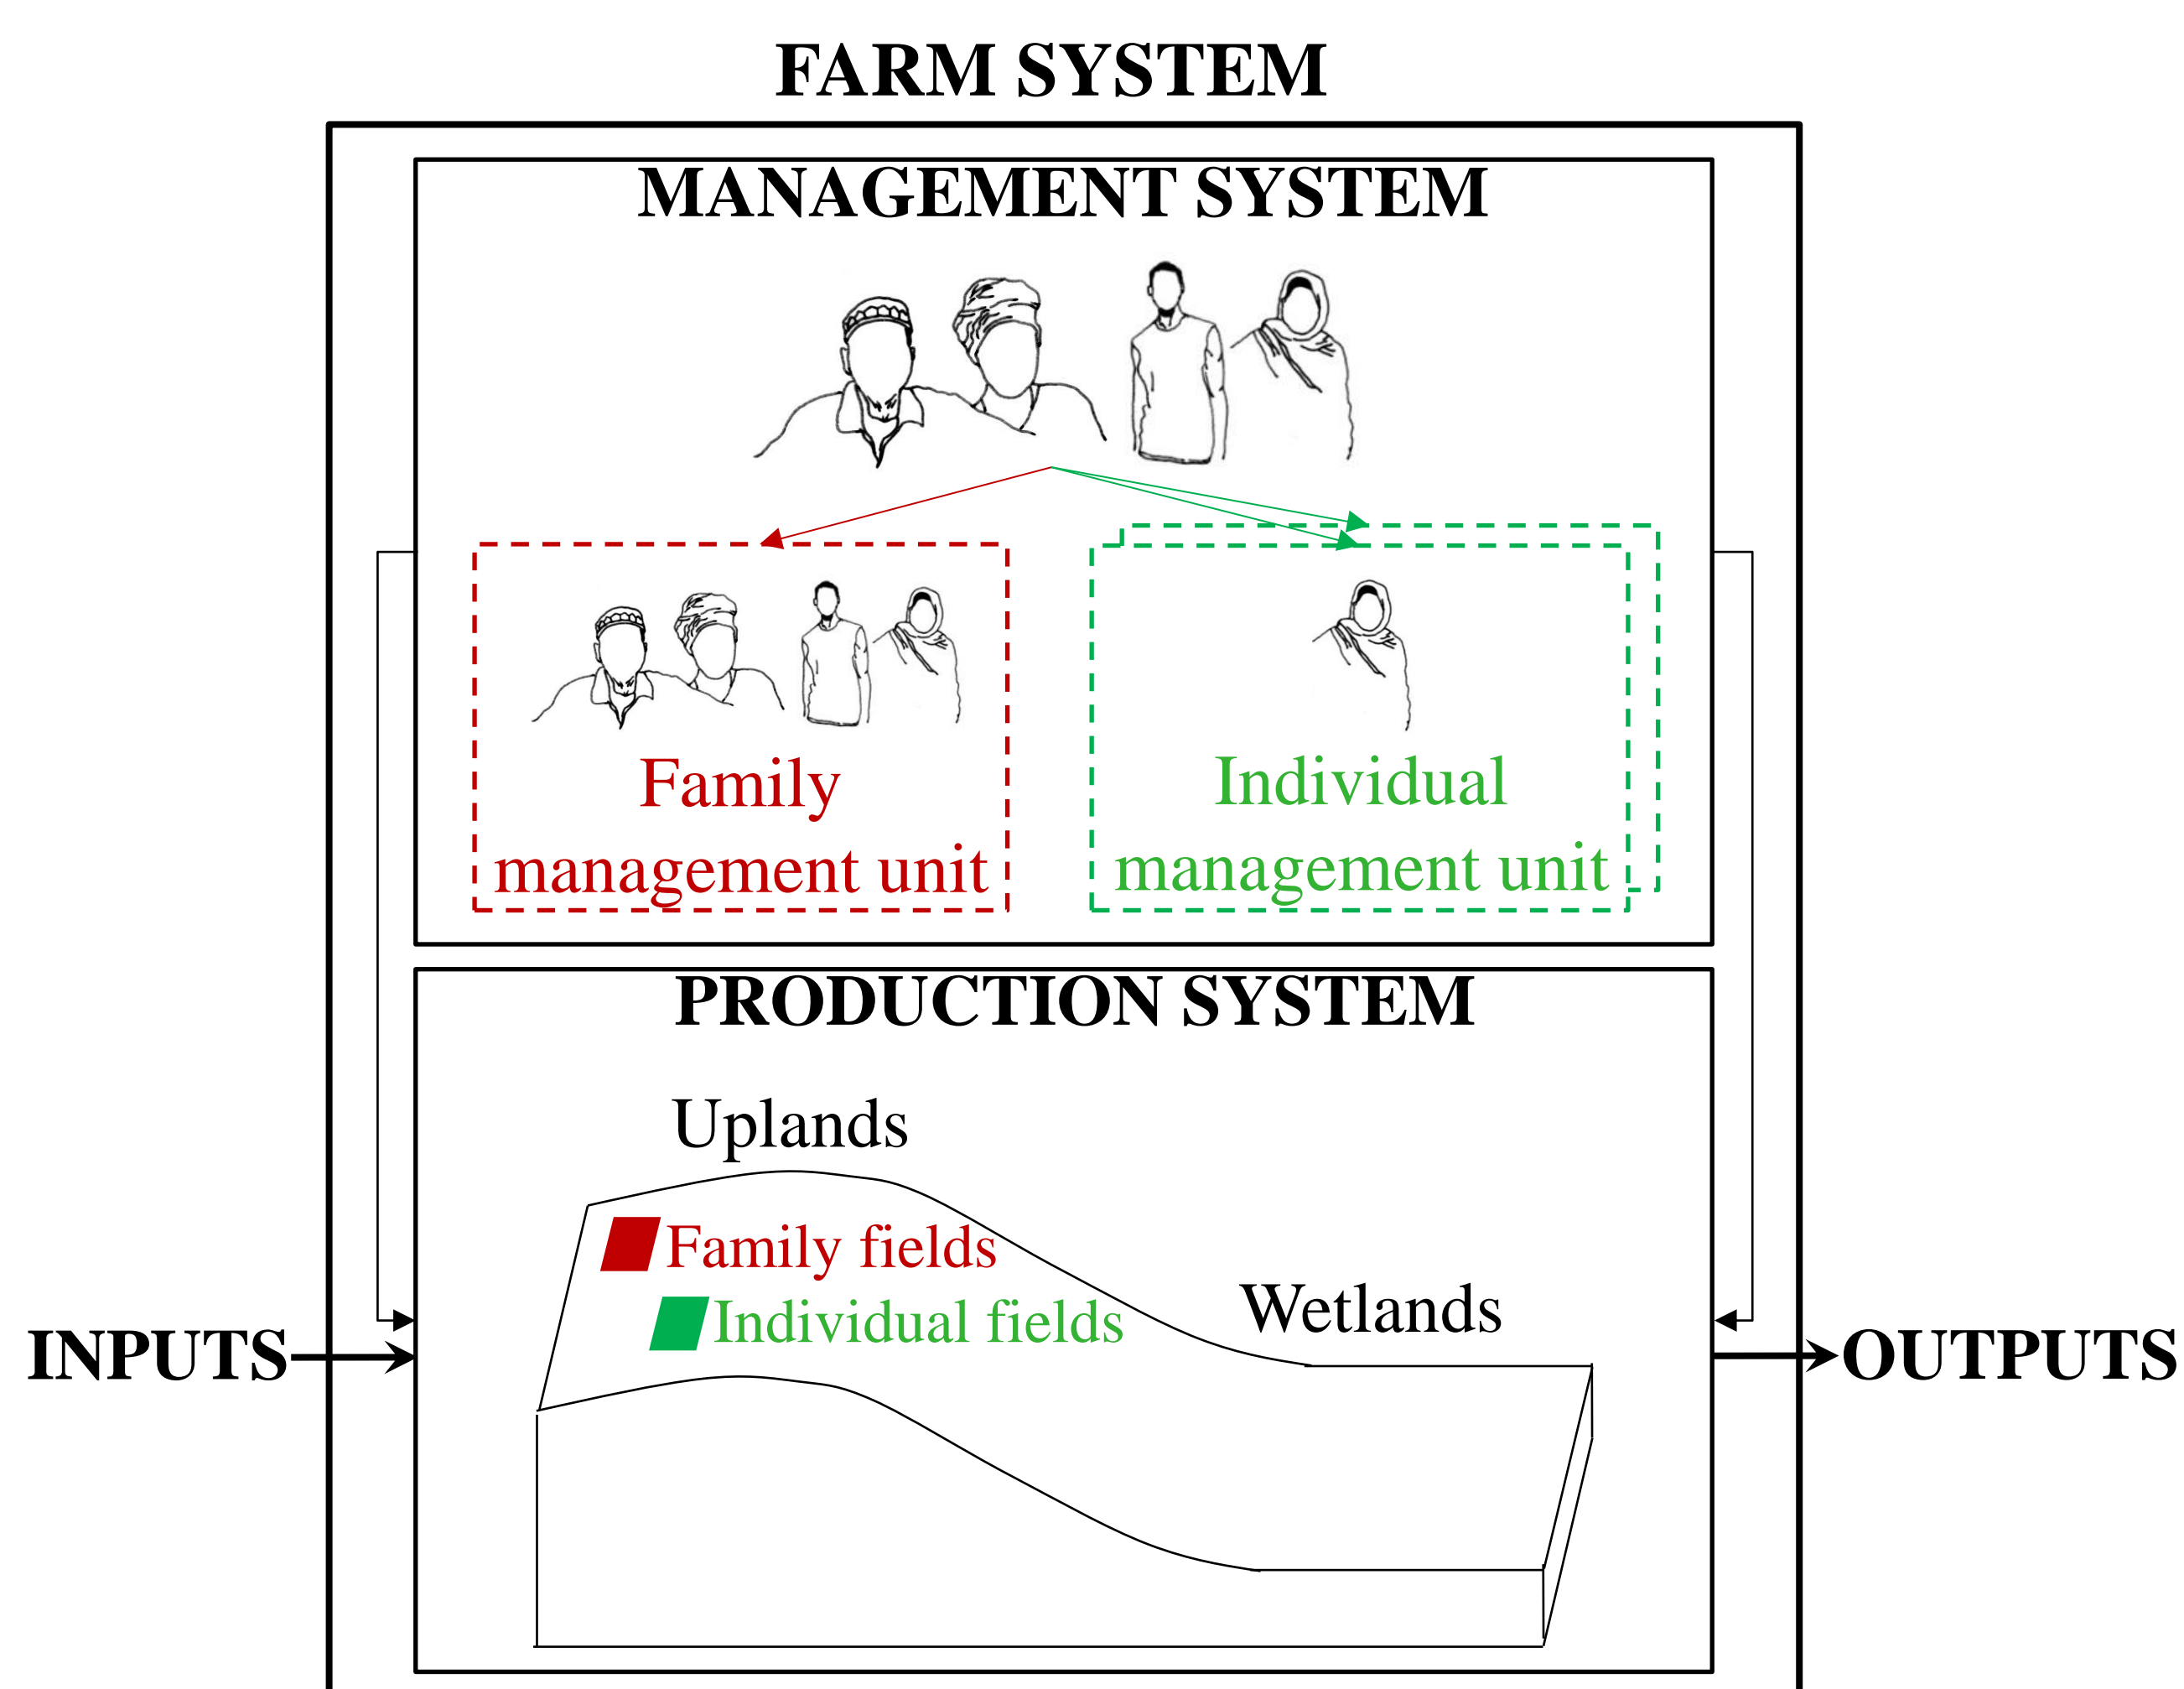 FARM SYSTEM
MANAGEMENT SYSTEM
Family
management unit
Individual
management unit
PRODUCTION SYSTEM
Uplands
Family fields
Individual fields
Wetlands
INPUTS
OUTPUTS